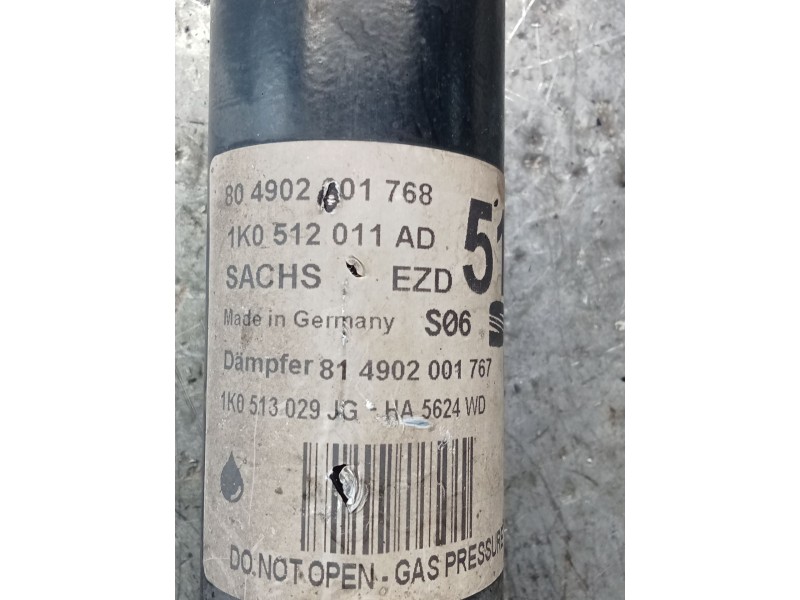 80 4902 001 768
1K0 512 011 AD 51
SACHS EZD
Made in Germany S06
Dämpfer 81 4902 001 767
1K0 513 029 JG - HA 5624 WD
DO NOT OPEN - GAS PRESSURE